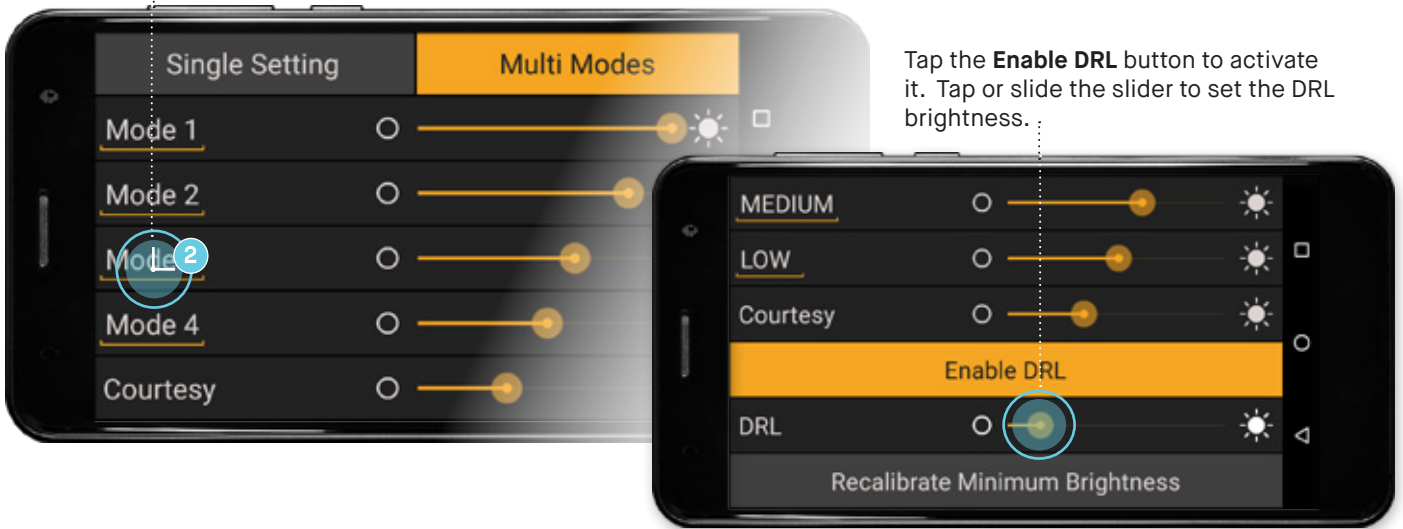 Single Setting
Multi Modes
Mode 1
Mode 2
Mode
2
Mode 4
Courtesy
Tap the Enable DRL button to activate
it. Tap or slide the slider to set the DRL
brightness.
MEDIUM
LOW
Courtesy
Enable DRL
DRL
Recalibrate Minimum Brightness